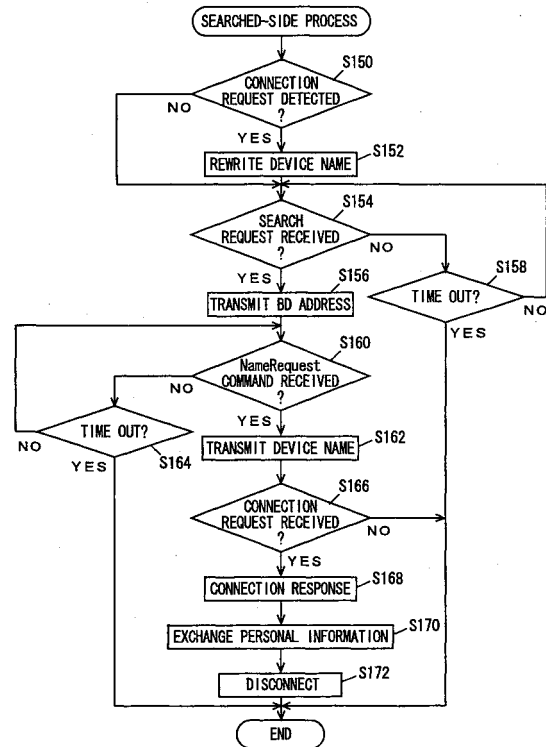 SEARCHED-SIDE PROCESS
S150
CONNECTION
REQUEST DETECTED
?
NO
YES
S152
REWRITE DEVICE NAME
S154
SEARCH
REQUEST RECEIVED
?
NO
YES
S156
S158
TRANSMIT BD ADDRESS
TIME OUT?
NO
YES
S160
NameRequest
COMMAND RECEIVED
?
NO
YES
TIME OUT?
NO
YES
S164
S162
TRANSMIT DEVICE NAME
S166
CONNECTION
REQUEST RECEIVED
?
NO
YES
S168
CONNECTION RESPONSE
S170
EXCHANGE PERSONAL INFORMATION
S172
DISCONNECT
END